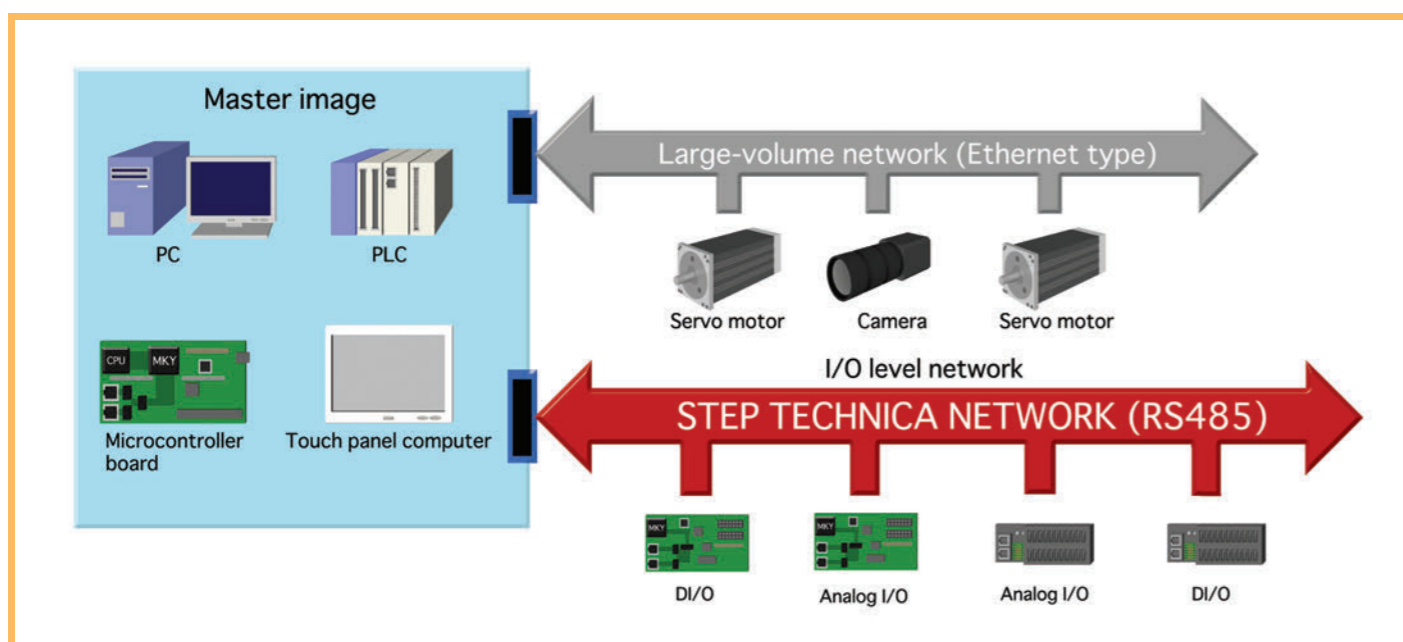 Master image
PC
PLC
CPU
MKY
Microcontroller
board
Touch panel computer
Large-volume network (Ethernet type)
Servo motor
Camera
Servo motor
I/O level network
STEP TECHNICA NETWORK (RS485)
MKY
MKY
DI/O
Analog I/O
Analog I/O
DI/O